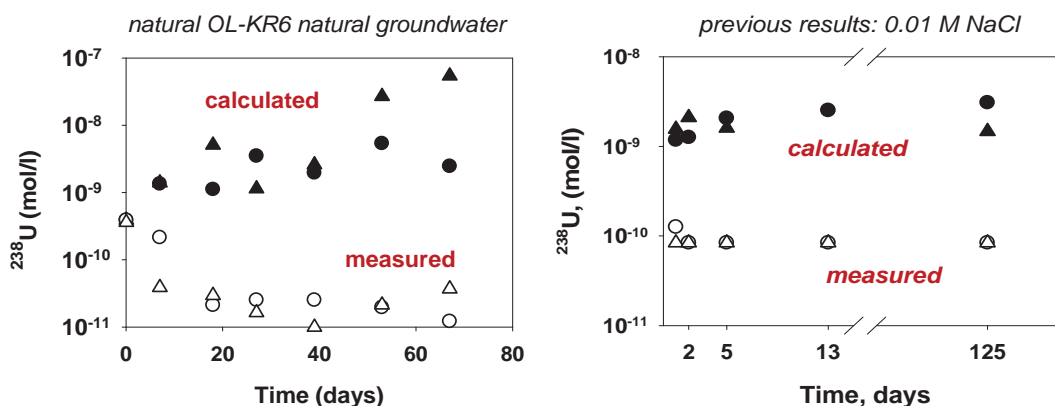 natural OL-KR6 natural groundwater
10⁻⁷
10⁻⁸
10⁻⁹
10⁻¹⁰
10⁻¹¹
²³⁸U (mol/l)
calculated
measured
0
20
40
60
80
Time (days)
previous results: 0.01 M NaCl
10⁻⁸
10⁻⁹
10⁻¹⁰
10⁻¹¹
²³⁸U, (mol/l)
calculated
measured
2
5
13
125
Time, days